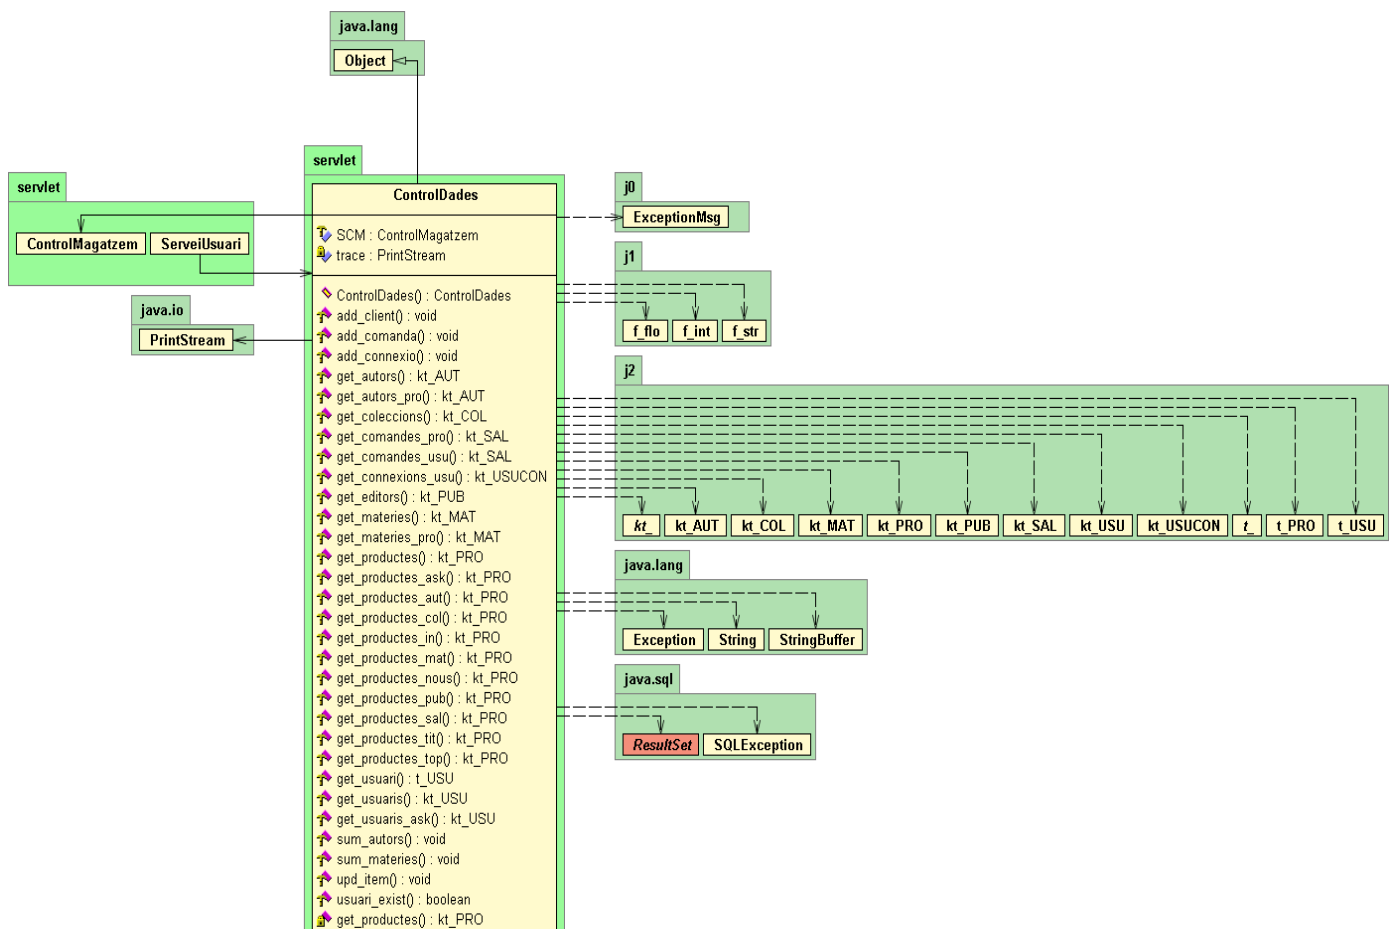 java.lang
Object
servlet
ControlDades
SCM : ControlMagatzem
trace : PrintStream
ControlDades() : ControlDades
add_client() : void
add_comanda() : void
add_connexio() : void
get_autors() : kt_AUT
get_autors_pro() : kt_AUT
get_coleccions() : kt_COL
get_comandes_pro() : kt_SAL
get_comandes_usu() : kt_SAL
get_connexions_usu() : kt_USUCON
get_editors() : kt_PUB
get_materies() : kt_MAT
get_materies_pro() : kt_MAT
get_productes() : kt_PRO
get_productes_ask() : kt_PRO
get_productes_aut() : kt_PRO
get_productes_col() : kt_PRO
get_productes_in() : kt_PRO
get_productes_mat() : kt_PRO
get_productes_nous() : kt_PRO
get_productes_pub() : kt_PRO
get_productes_sal() : kt_PRO
get_productes_tit() : kt_PRO
get_productes_top() : kt_PRO
get_usuari() : t_USU
get_usuaris() : kt_USU
get_usuaris_ask() : kt_USU
sum_autors() : void
sum_materies() : void
upd_item() : void
usuari_exist() : boolean
get_productes() : kt_PRO
servlet
ControlMagatzem ServeiUsuari
java.io
PrintStream
j0
ExceptionMsg
j1
f_flo f_int f_str
j2
kt_ kt_AUT kt_COL kt_MAT kt_PRO kt_PUB kt_SAL kt_USU kt_USUCON t_ t_PRO t_USU
java.lang
Exception String StringBuffer
java.sql
ResultSet SQLException